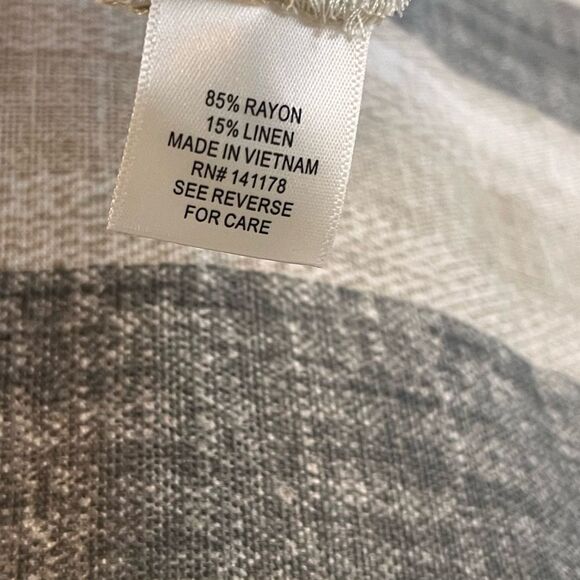 85% RAYON
15% LINEN
MADE IN VIETNAM
RN# 141178
SEE REVERSE
FOR CARE